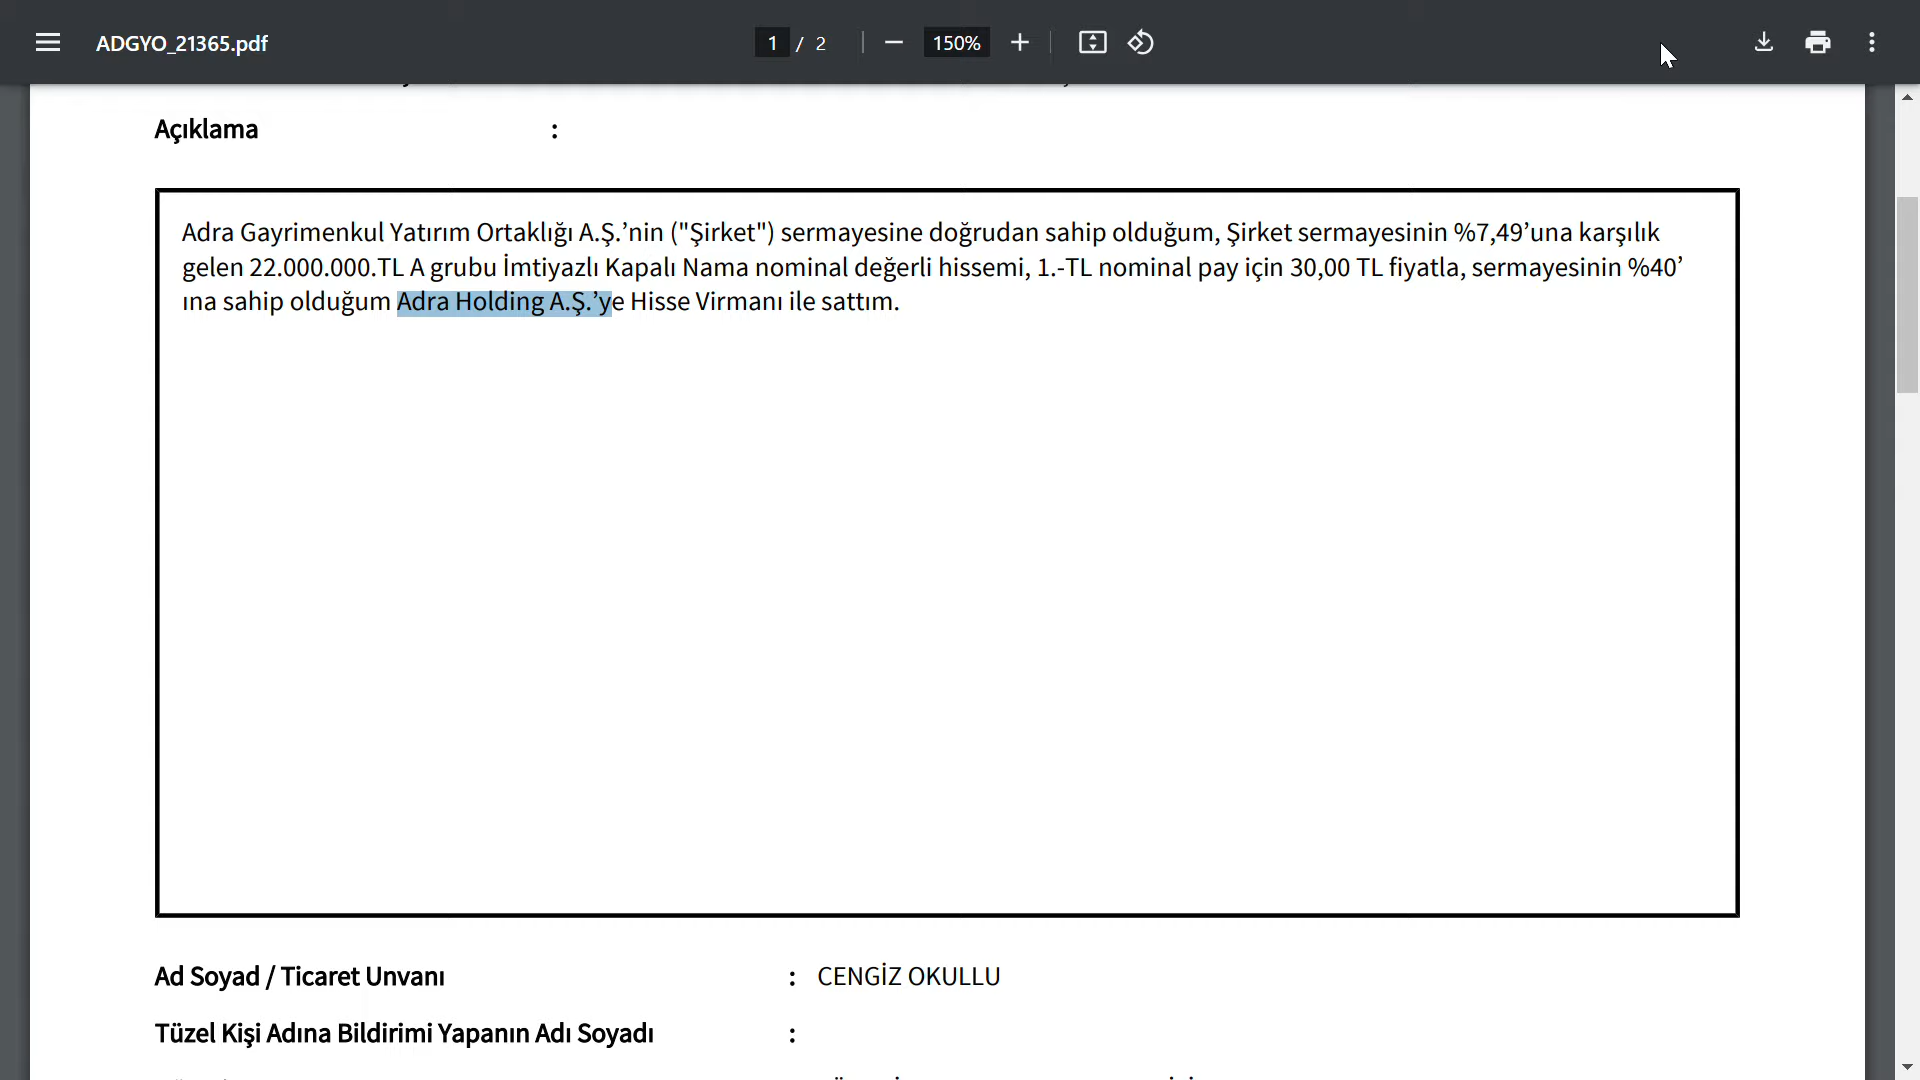 ADGYO_21365.pdf
1 / 2
150%
Açıklama :
Adra Gayrimenkul Yatırım Ortaklığı A.Ş.’nin ("Şirket") sermayesine doğrudan sahip olduğum, Şirket sermayesinin %7,49’una karşılık
gelen 22.000.000.TL A grubu İmtiyazlı Kapalı Nama nominal değerli hissemi, 1.-TL nominal pay için 30,00 TL fiyatla, sermayesinin %40’
ına sahip olduğum Adra Holding A.Ş.’ye Hisse Virmanı ile sattım.
Ad Soyad / Ticaret Unvanı : CENGİZ OKULLU
Tüzel Kişi Adına Bildirimi Yapanın Adı Soyadı :